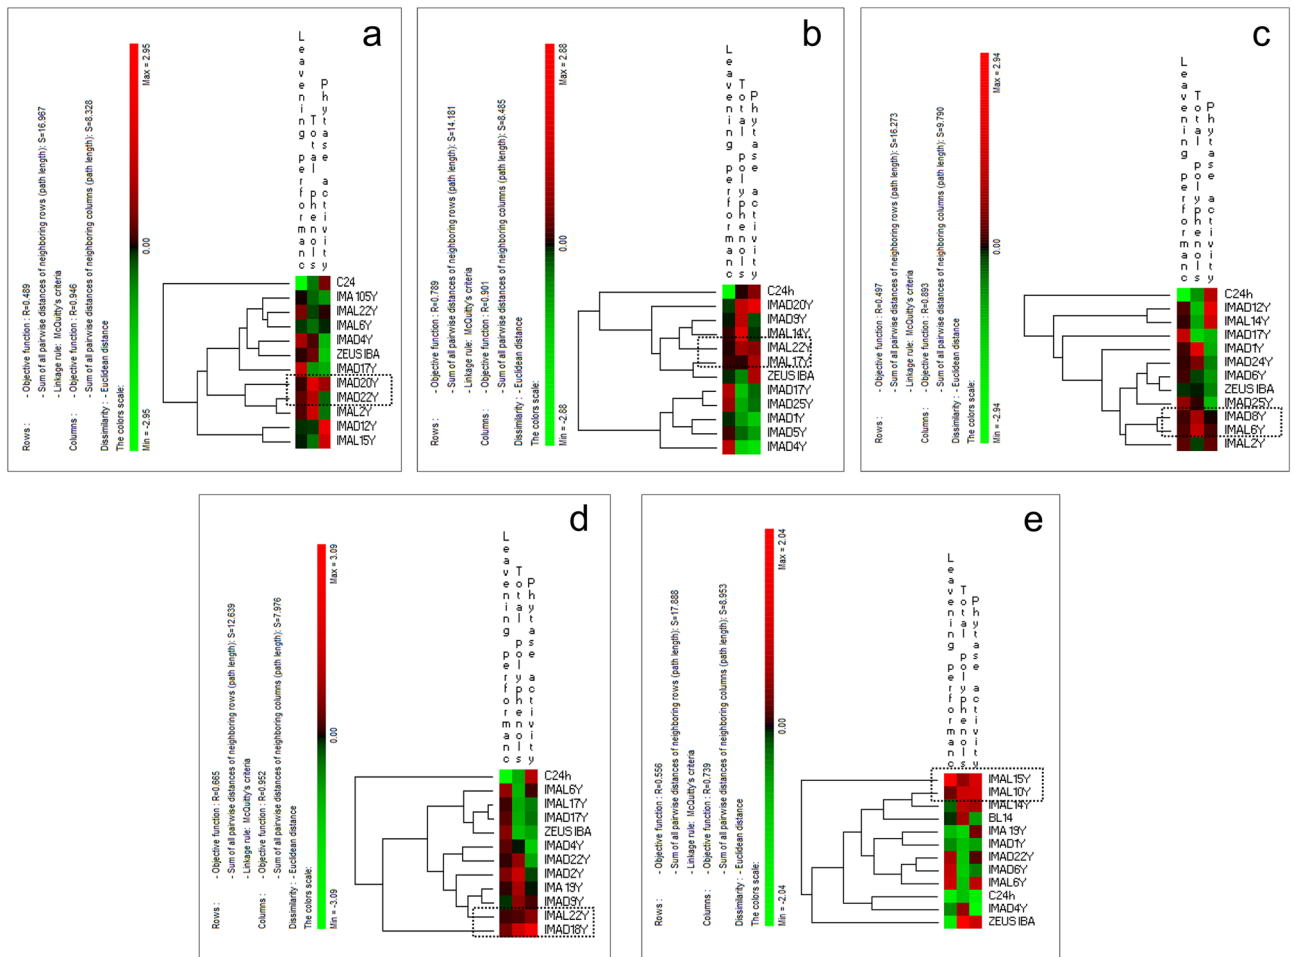 a
Rows : - Objective function : R=0.489
- Sum of all pairwise distances of neighboring rows (path length): S=16.967
- Linkage rule: McQuitty's criteria
Columns : - Objective function : R=0.946
- Sum of all pairwise distances of neighboring columns (path length): S=8.328
Dissimilarity : - Euclidean distance
The colors scale:
Min = -2.95
0.00
Max = 2.95
Leavening performanc
Total phenols
Phytase activity
C24
IMA 105Y
IMAL22Y
IMAL6Y
IMAD4Y
ZEUS IBA
IMAD17Y
IMAD20Y
IMAD22Y
IMAL2Y
IMAD12Y
IMAL15Y
b
Rows : - Objective function : R=0.789
- Sum of all pairwise distances of neighboring rows (path length): S=14.181
- Linkage rule: McQuitty's criteria
Columns : - Objective function : R=0.901
- Sum of all pairwise distances of neighboring columns (path length): S=8.485
Dissimilarity : - Euclidean distance
The colors scale:
Min = -2.88
0.00
Max = 2.88
Leavening performanc
Total polyphenols
Phytase activity
C24h
IMAD20Y
IMAD9Y
IMAL14Y
IMAL22Y
IMAL17Y
ZEUS IBA
IMAD17Y
IMAD25Y
IMAD1Y
IMAD5Y
IMAD4Y
c
Rows : - Objective function : R=0.497
- Sum of all pairwise distances of neighboring rows (path length): S=16.273
- Linkage rule: McQuitty's criteria
Columns : - Objective function : R=0.893
- Sum of all pairwise distances of neighboring columns (path length): S=9.790
Dissimilarity : - Euclidean distance
The colors scale:
Min = -2.94
0.00
Max = 2.94
Leavening performanc
Total polyphenols
Phytase activity
C24h
IMAD12Y
IMAL14Y
IMAD17Y
IMAD1Y
IMAD24Y
IMAD6Y
ZEUS IBA
IMAD25Y
IMAD8Y
IMAL6Y
IMAL2Y
d
Rows : - Objective function : R=0.665
- Sum of all pairwise distances of neighboring rows (path length): S=12.639
- Linkage rule: McQuitty's criteria
Columns : - Objective function : R=0.952
- Sum of all pairwise distances of neighboring columns (path length): S=7.976
Dissimilarity : - Euclidean distance
The colors scale:
Min = -3.09
0.00
Max = 3.09
Leavening performanc
Total polyphenols
Phytase activity
C24h
IMAL6Y
IMAL17Y
IMAD17Y
ZEUS IBA
IMAD4Y
IMAD22Y
IMAD2Y
IMA 19Y
IMAD9Y
IMAL22Y
IMAD18Y
e
Rows : - Objective function : R=0.556
- Sum of all pairwise distances of neighboring rows (path length): S=17.888
- Linkage rule: McQuitty's criteria
Columns : - Objective function : R=0.739
- Sum of all pairwise distances of neighboring columns (path length): S=8.953
Dissimilarity : - Euclidean distance
The colors scale:
Min = -2.04
0.00
Max = 2.04
Leavening performanc
Total polyphenols
Phytase activity
IMAL15Y
IMAL10Y
IMAL14Y
BL14
IMA 19Y
IMAD1Y
IMAD22Y
IMAD6Y
IMAL6Y
C24h
IMAD4Y
ZEUS IBA